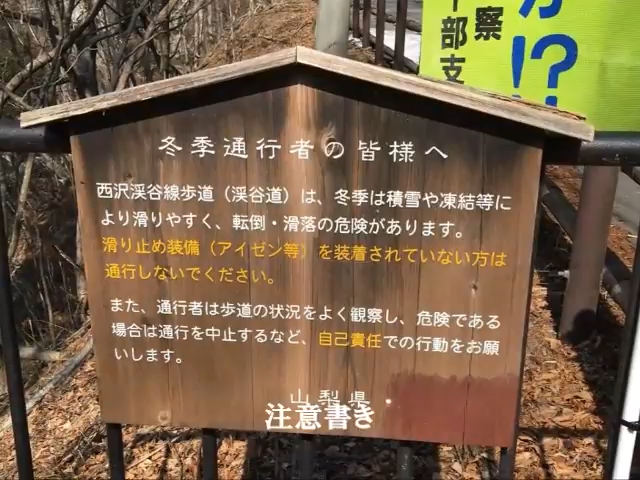 察
部支
!?
冬季通行者の皆様へ
西沢渓谷線歩道（渓谷道）は、冬季は積雪や凍結等に
より滑りやすく、転倒・滑落の危険があります。
滑り止め装備（アイゼン等）を装着されていない方は
通行しないでください。
また、通行者は歩道の状況をよく観察し、危険である
場合は通行を中止するなど、自己責任での行動をお願
いします。
山梨県
注意書き